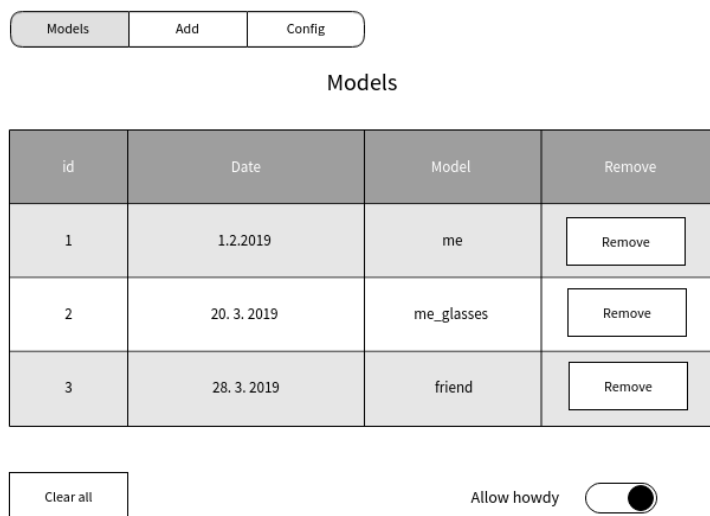 Models Add Config
Models
id Date Model Remove
1 1.2.2019 me Remove
2 20. 3. 2019 me_glasses Remove
3 28. 3. 2019 friend Remove
Clear all Allow howdy